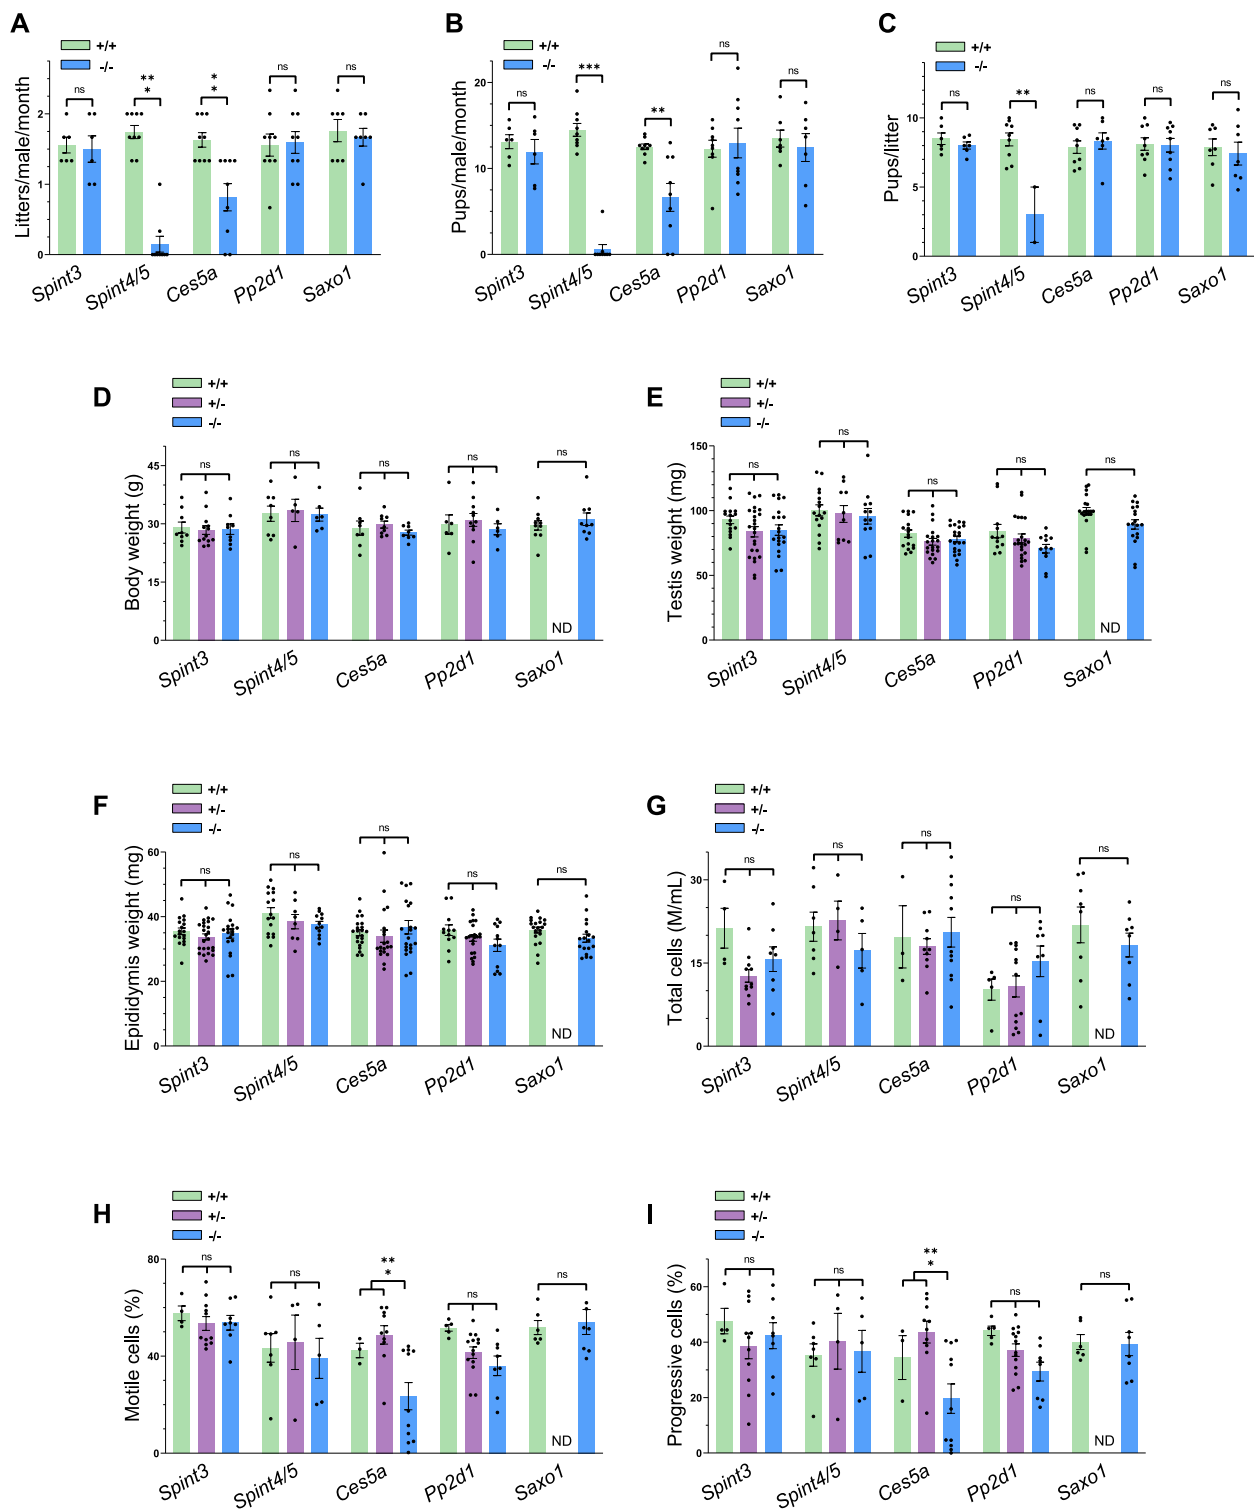 A
+/+
-/-
Litters/male/month
2
1
0
ns
**
*
*
*
ns
ns
Spint3
Spint4/5
Ces5a
Pp2d1
Saxo1
B
+/+
-/-
Pups/male/month
20
10
0
ns
***
**
ns
ns
Spint3
Spint4/5
Ces5a
Pp2d1
Saxo1
C
+/+
-/-
Pups/litter
10
5
0
ns
**
ns
ns
ns
Spint3
Spint4/5
Ces5a
Pp2d1
Saxo1
D
+/+
+/-
-/-
Body weight (g)
45
30
15
0
ns
ns
ns
ns
ns
ND
Spint3
Spint4/5
Ces5a
Pp2d1
Saxo1
E
+/+
+/-
-/-
Testis weight (mg)
150
100
50
0
ns
ns
ns
ns
ns
ND
Spint3
Spint4/5
Ces5a
Pp2d1
Saxo1
F
+/+
+/-
-/-
Epididymis weight (mg)
60
40
20
0
ns
ns
ns
ns
ns
ND
Spint3
Spint4/5
Ces5a
Pp2d1
Saxo1
G
+/+
+/-
-/-
Total cells (M/mL)
30
15
0
ns
ns
ns
ns
ns
ND
Spint3
Spint4/5
Ces5a
Pp2d1
Saxo1
H
+/+
+/-
-/-
Motile cells (%)
80
40
0
ns
ns
**
*
ns
ns
ND
Spint3
Spint4/5
Ces5a
Pp2d1
Saxo1
I
+/+
+/-
-/-
Progressive cells (%)
60
40
20
0
ns
ns
**
*
ns
ns
ND
Spint3
Spint4/5
Ces5a
Pp2d1
Saxo1